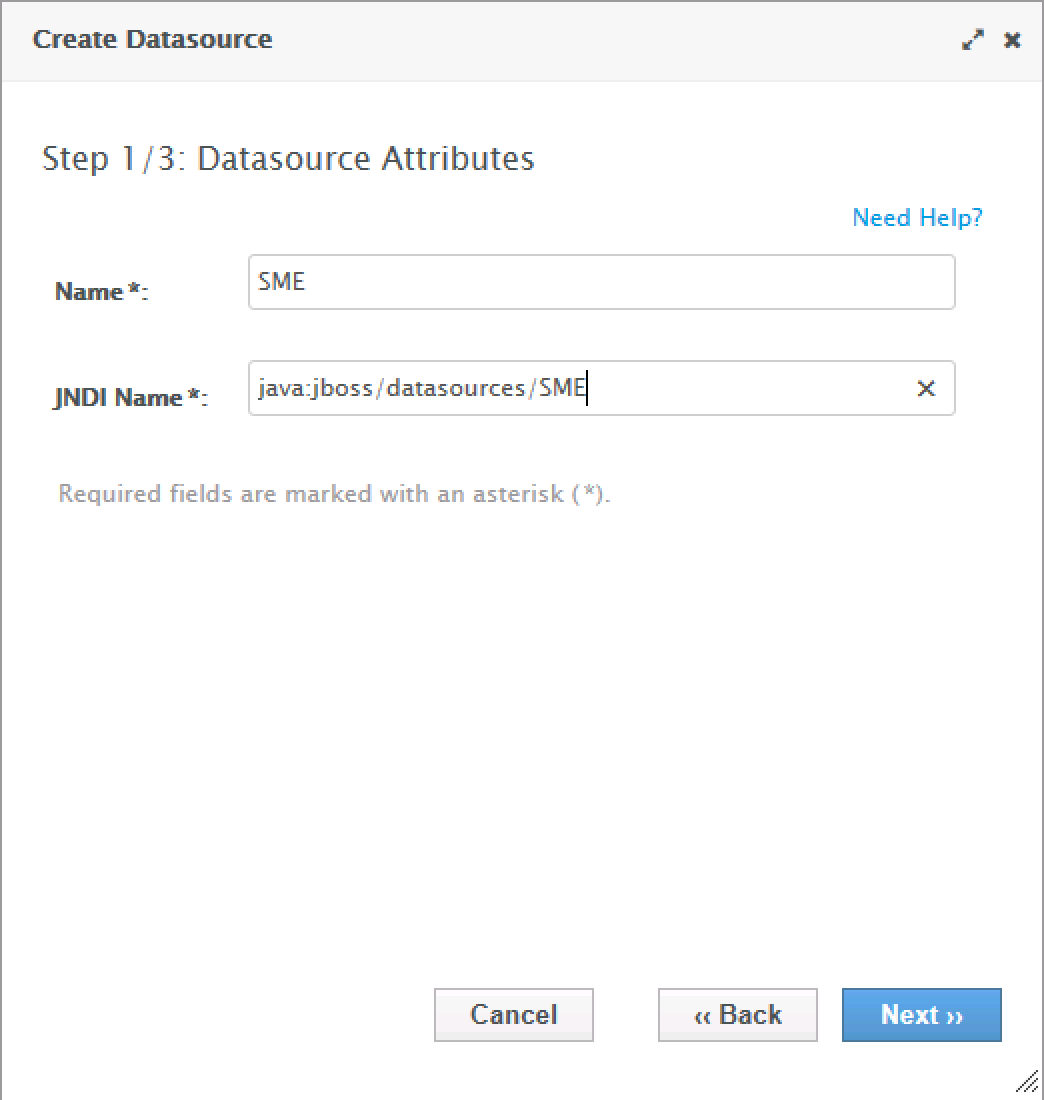 Create Datasource
Step 1/3: Datasource Attributes
Need Help?
Name*: SME
JNDI Name*: java:jboss/datasources/SME
Required fields are marked with an asterisk (*).
Cancel ‹‹ Back Next ››